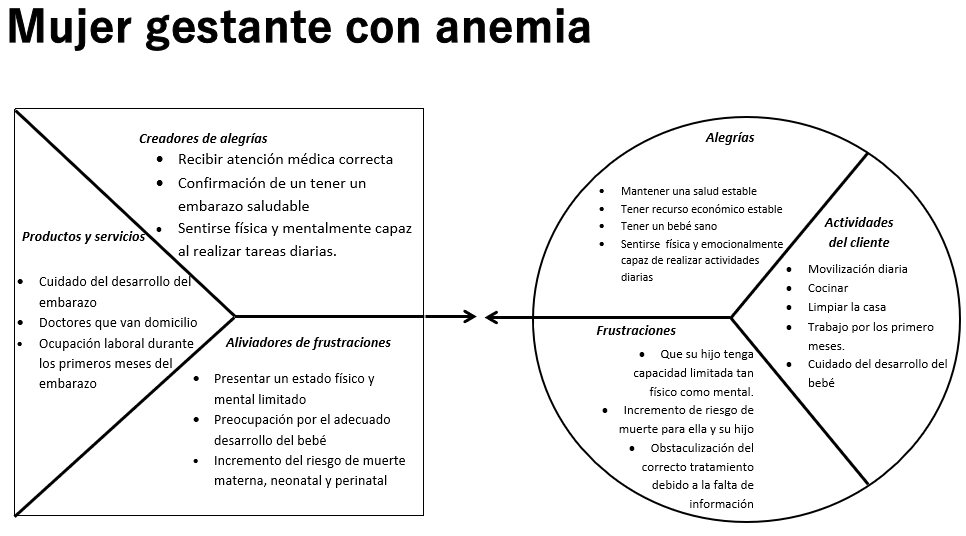 Mujer gestante con anemia
Creadores de alegrías
• Recibir atención médica correcta
• Confirmación de un tener un
embarazo saludable
• Sentirse física y mentalmente capaz
al realizar tareas diarias.
Productos y servicios
• Cuidado del desarrollo del
embarazo
• Doctores que van domicilio
• Ocupación laboral durante
los primeros meses del
embarazo
Aliviadores de frustraciones
• Presentar un estado físico y
mental limitado
• Preocupación por el adecuado
desarrollo del bebé
• Incremento del riesgo de muerte
materna, neonatal y perinatal
Alegrías
• Mantener una salud estable
• Tener recurso económico estable
• Tener un bebé sano
• Sentirse física y emocionalmente
capaz de realizar actividades
diarias
Actividades
del cliente
• Movilización diaria
• Cocinar
• Limpiar la casa
• Trabajo por los primero
meses.
• Cuidado del desarrollo del
bebé
Frustraciones
• Que su hijo tenga
capacidad limitada tan
físico como mental.
• Incremento de riesgo de
muerte para ella y su hijo
• Obstaculización del
correcto tratamiento
debido a la falta de
información